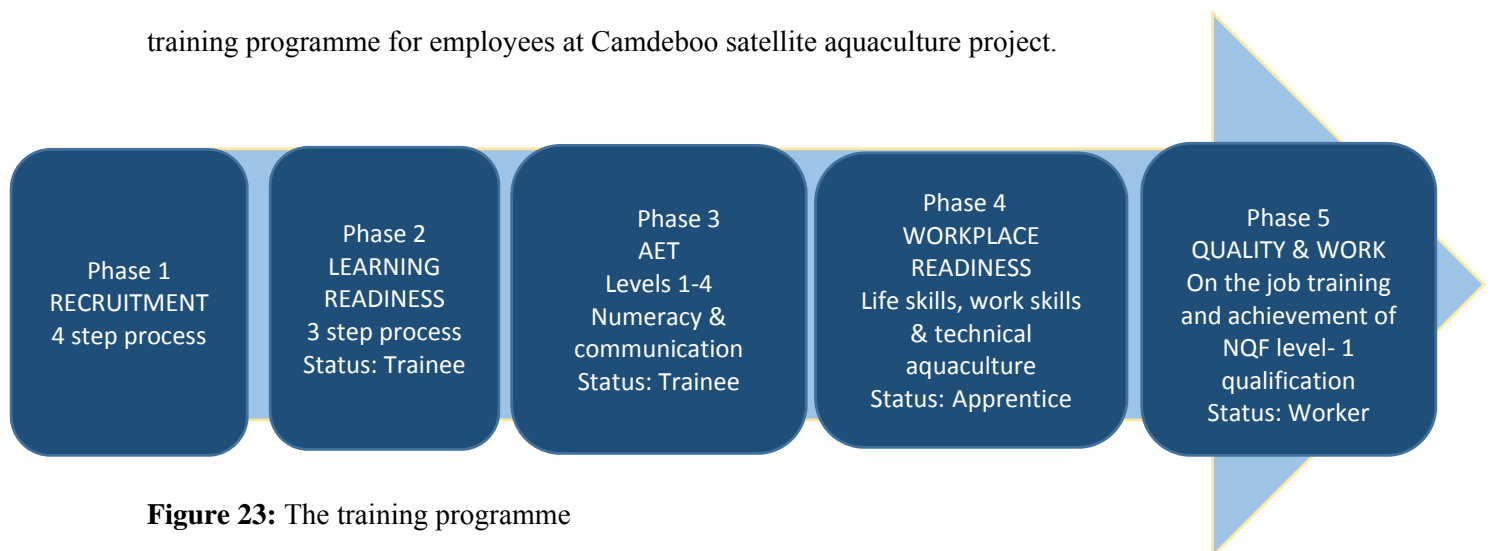 training programme for employees at Camdeboo satellite aquaculture project.
Phase 1
RECRUITMENT
4 step process
Phase 2
LEARNING
READINESS
3 step process
Status: Trainee
Phase 3
AET
Levels 1-4
Numeracy &
communication
Status: Trainee
Phase 4
WORKPLACE
READINESS
Life skills, work skills
& technical
aquaculture
Status: Apprentice
Phase 5
QUALITY & WORK
On the job training
and achievement of
NQF level- 1
qualification
Status: Worker
Figure 23: The training programme